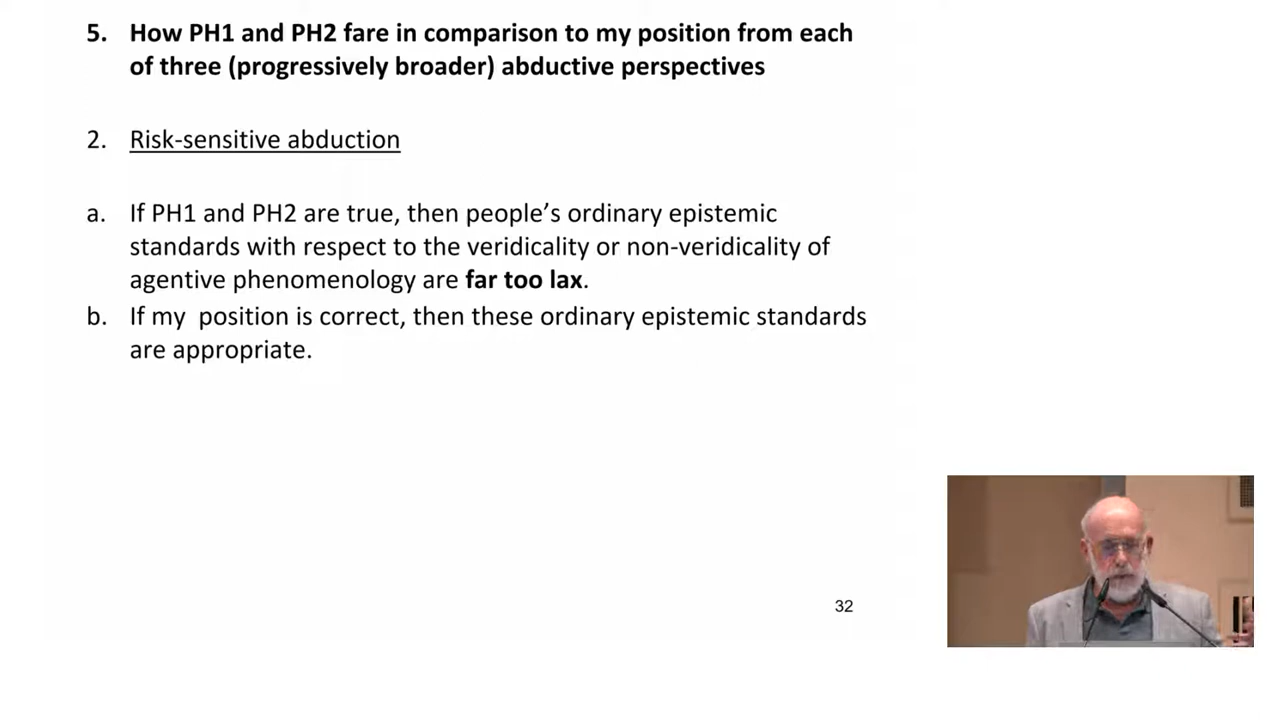 5. How PH1 and PH2 fare in comparison to my position from each
of three (progressively broader) abductive perspectives
2. Risk-sensitive abduction
a. If PH1 and PH2 are true, then people’s ordinary epistemic
standards with respect to the veridicality or non-veridicality of
agentive phenomenology are far too lax.
b. If my position is correct, then these ordinary epistemic standards
are appropriate.
32